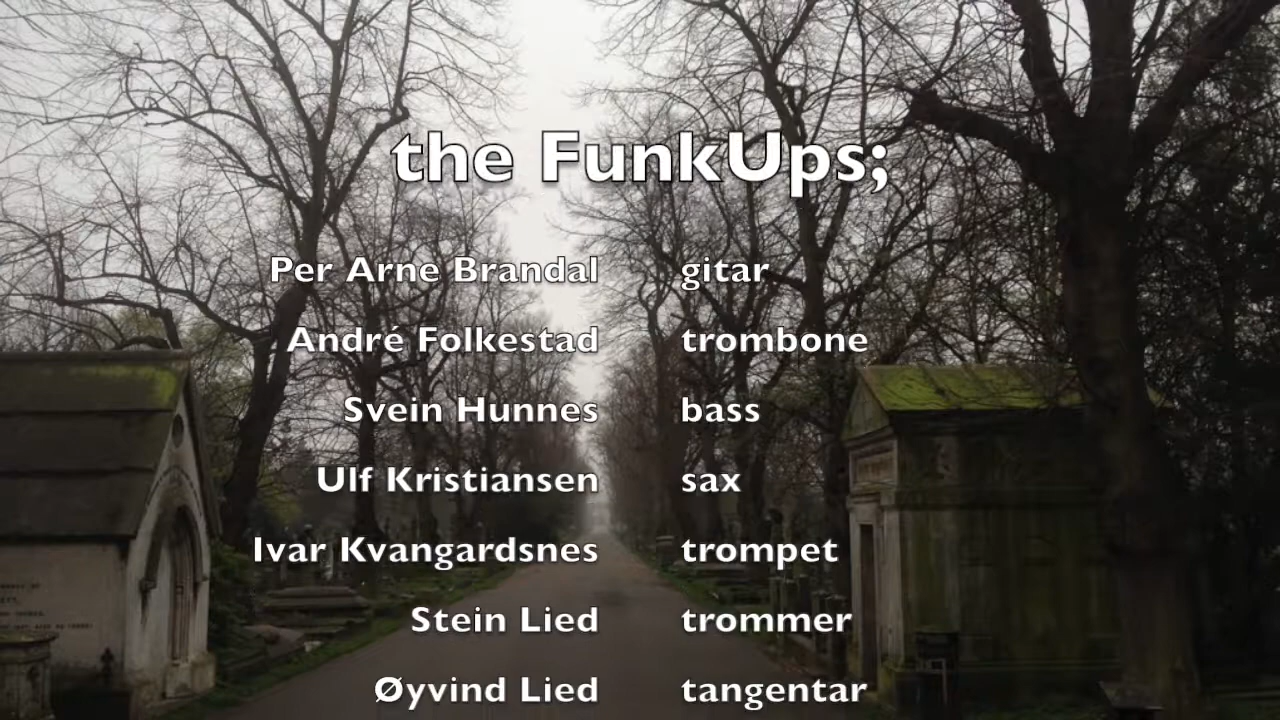 the FunkUps;
Per Arne Brandal gitar
André Folkestad trombone
Svein Hunnes bass
Ulf Kristiansen sax
Ivar Kvangardsnes trompet
Stein Lied trommer
Øyvind Lied tangentar